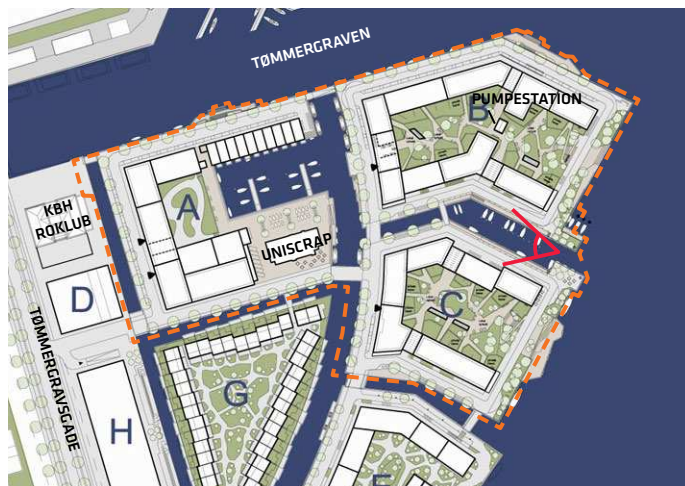 TØMMERGRAVEN
PUMPESTATION
B
KBH
ROKLUB
A
UNISCRAP
D
C
TØMMERGRAVSGADE
G
H